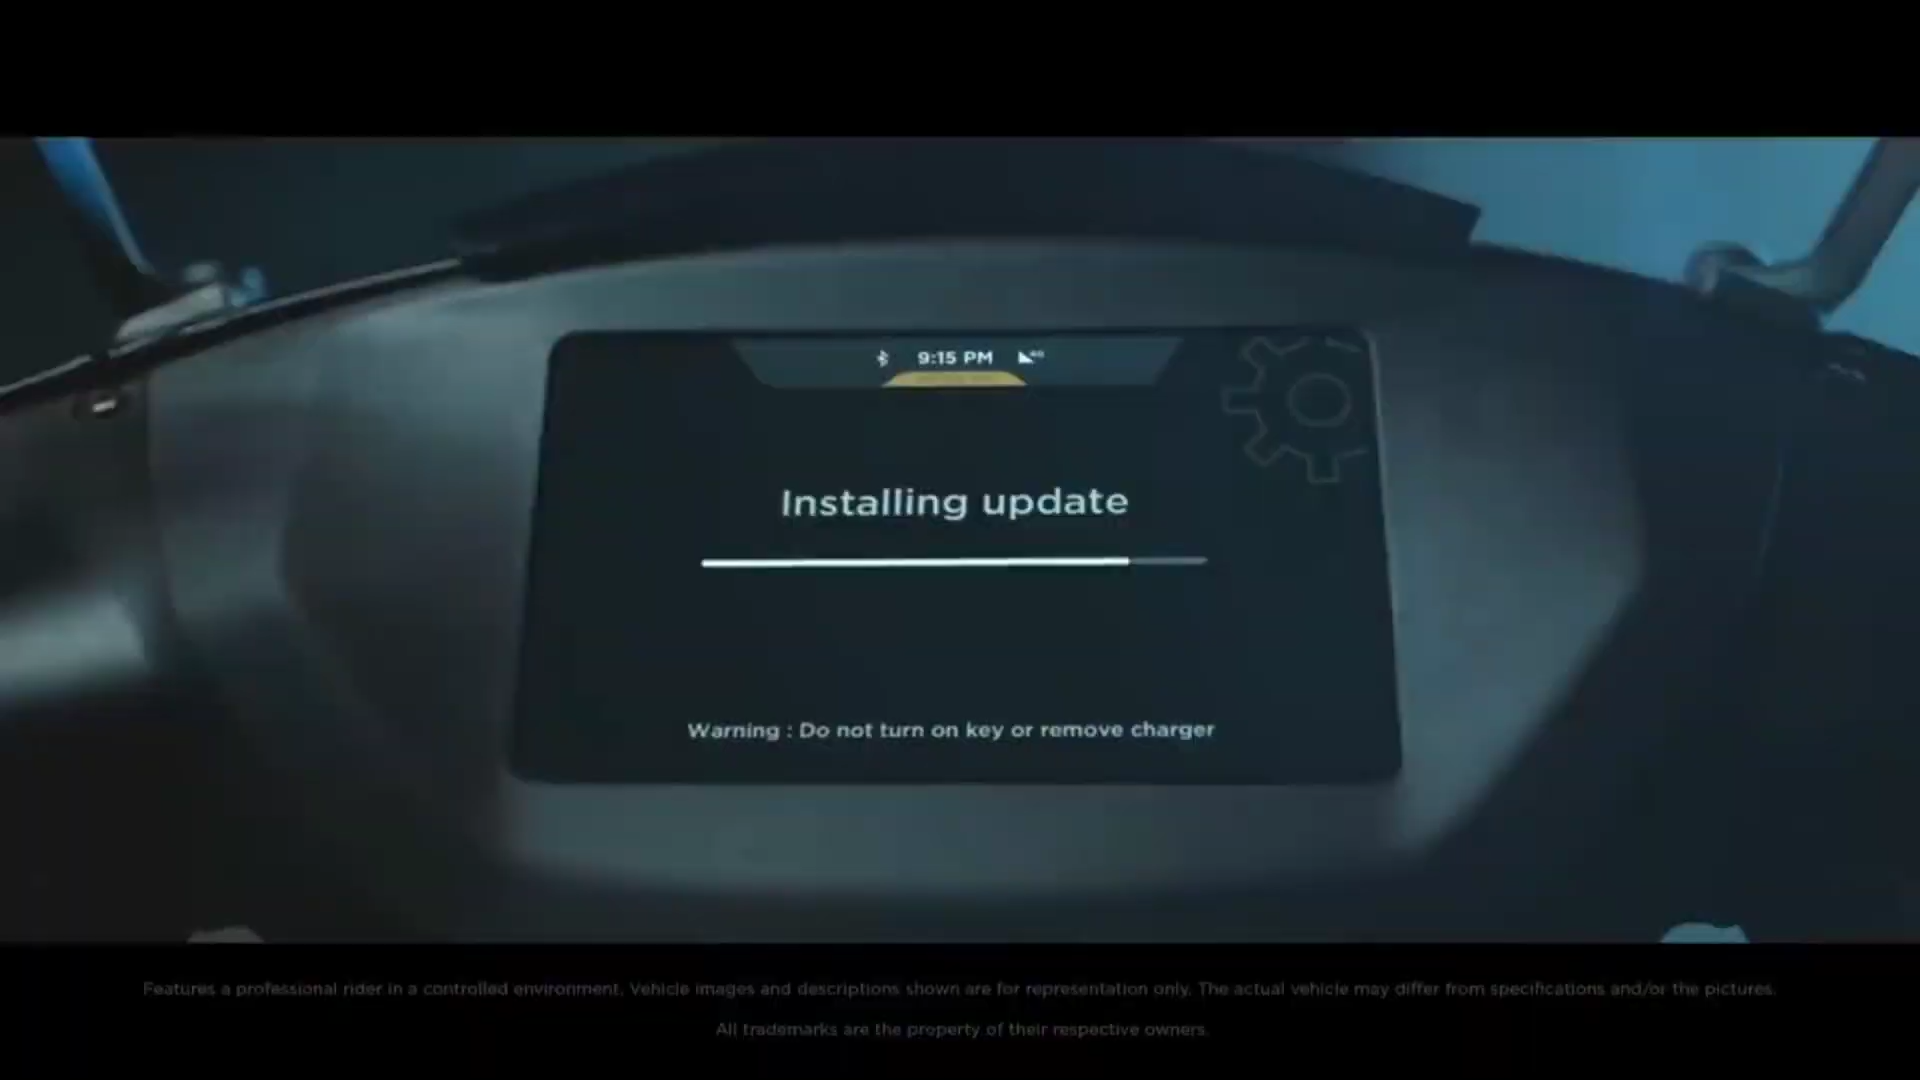 9:15 PM 4G
Installing update
Warning : Do not turn on key or remove charger
Features a professional rider in a controlled environment. Vehicle images and descriptions shown are for representation only. The actual vehicle may differ from specifications and/or the pictures.
All trademarks are the property of their respective owners.